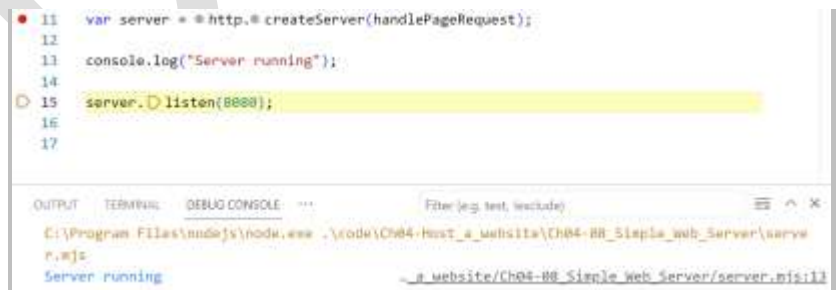 11 var server = http.createServer(handlePageRequest);
12
13 console.log("Server running");
14
15 server.listen(8080);
16
17
OUTPUT TERMINAL DEBUG CONSOLE ··· Filter (e.g. text, !exclude)
C:\Program Files\nodejs\node.exe .\code\Ch04-Host_a_website\Ch04-08_Simple_Web_Server\serve
r.mjs
Server running …_a_website/Ch04-08_Simple_Web_Server/server.mjs:13